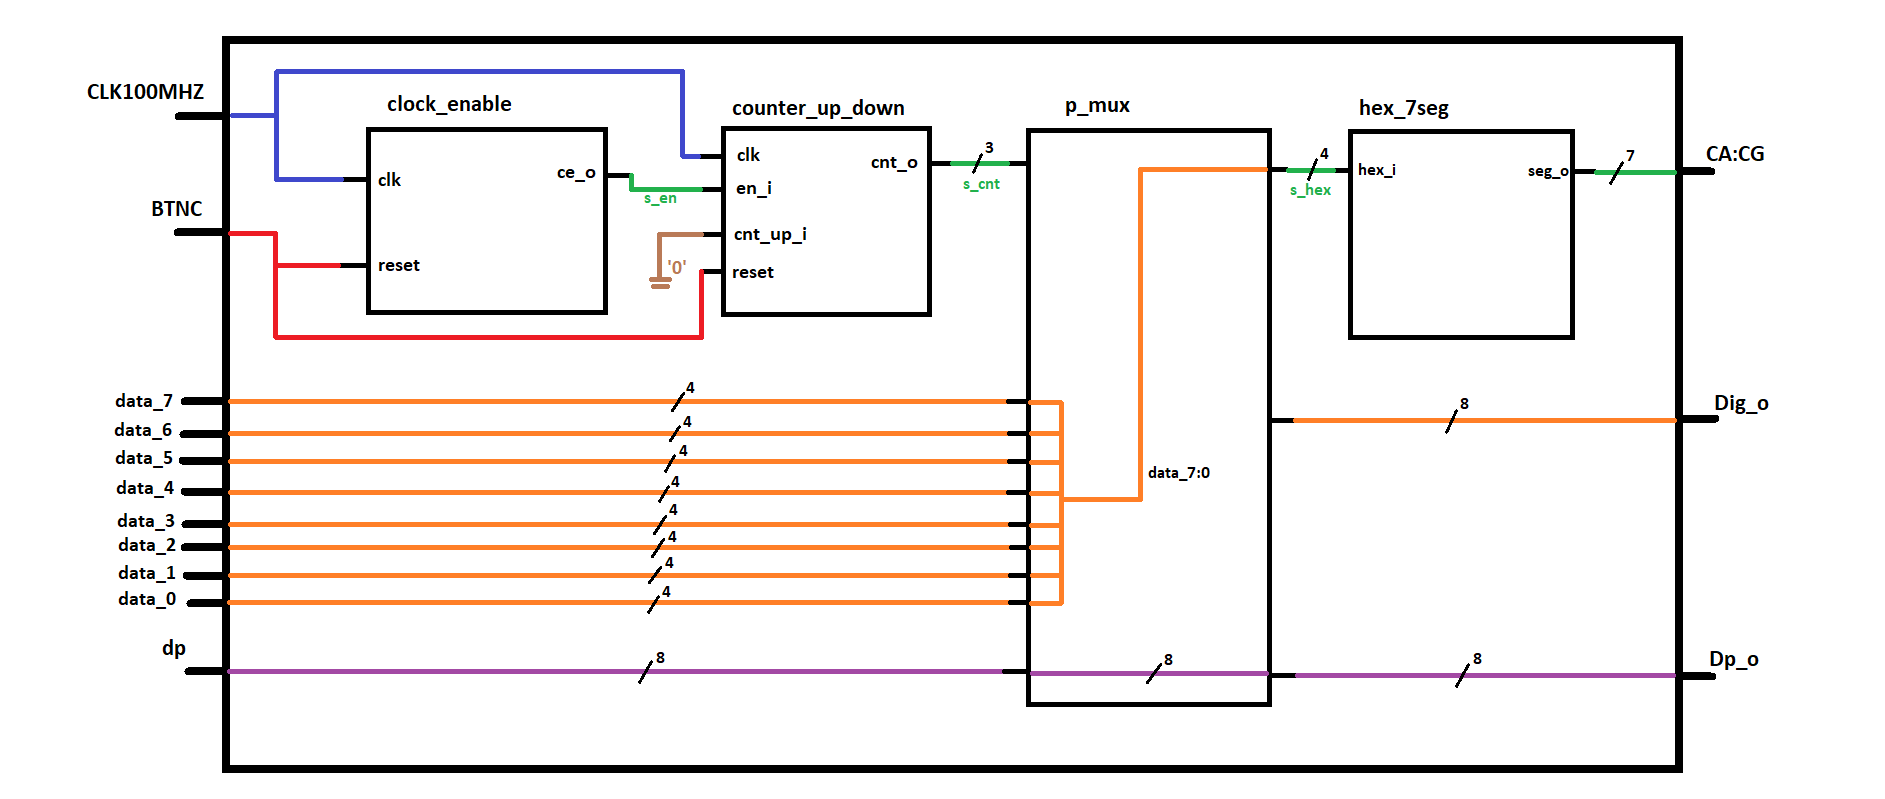 CLK100MHZ
BTNC
clock_enable
clk
reset
ce_o
s_en
counter_up_down
clk
en_i
cnt_up_i
reset
'0'
cnt_o
3
s_cnt
p_mux
4
s_hex
hex_7seg
hex_i
seg_o
7
CA:CG
data_7
4
data_6
4
data_5
4
data_4
4
data_3
4
data_2
4
data_1
4
data_0
4
data_7:0
8
Dig_o
dp
8
8
8
Dp_o